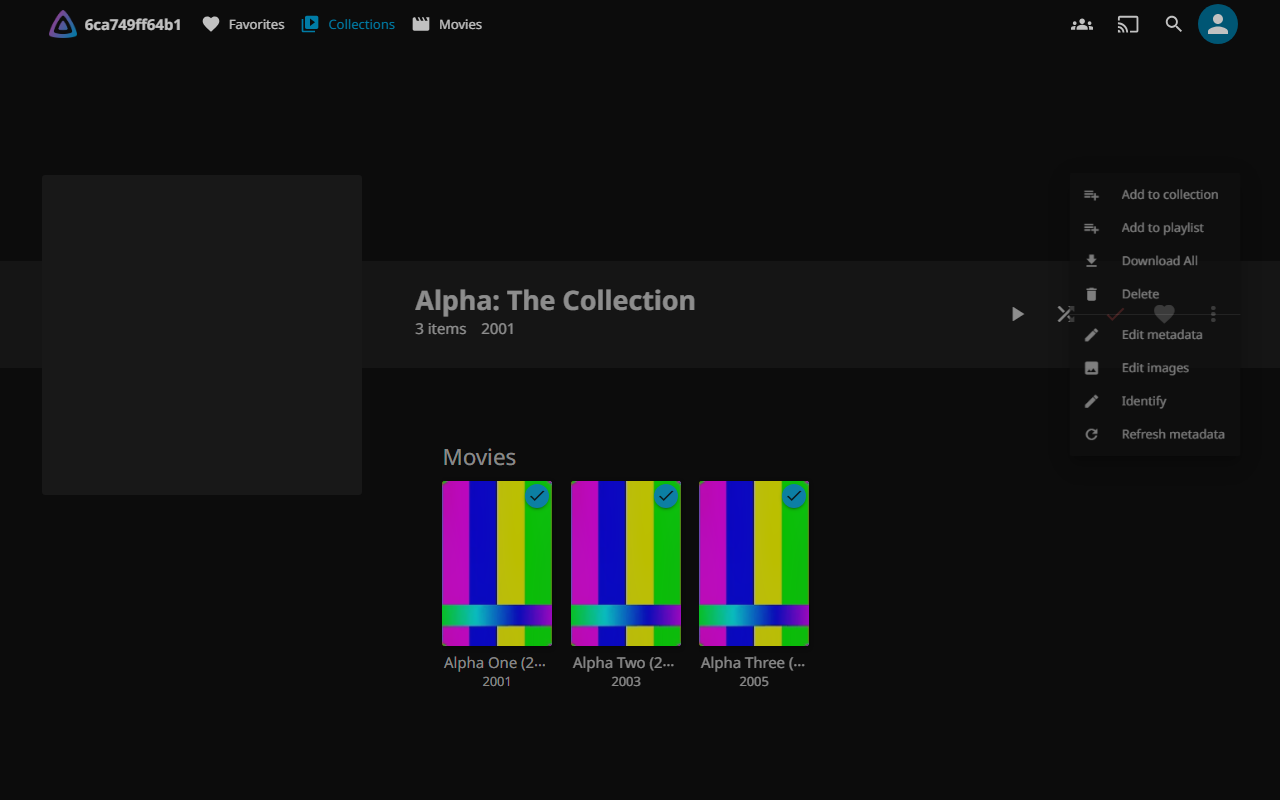 6ca749ff64b1
Favorites
Collections
Movies
Add to collection
Add to playlist
Download All
Delete
Edit metadata
Edit images
Identify
Refresh metadata
Alpha: The Collection
3 items 2001
Movies
Alpha One (2...
2001
Alpha Two (2...
2003
Alpha Three (...
2005